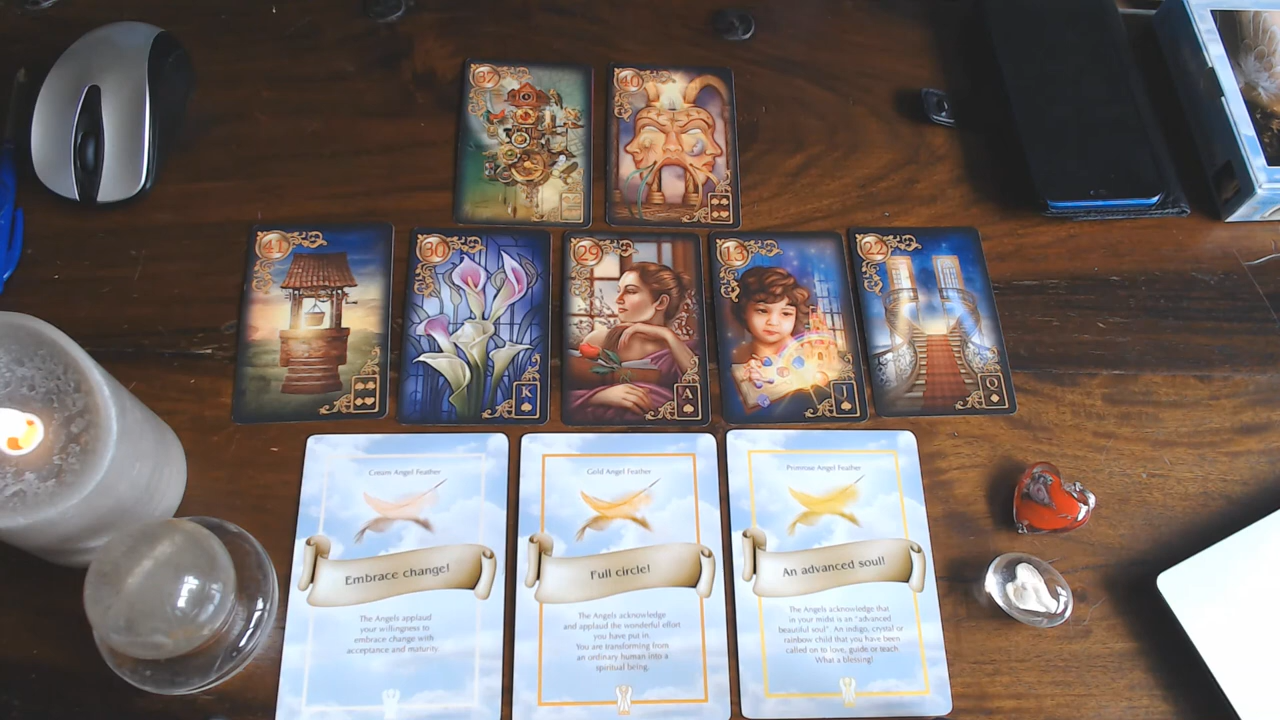 37
40
41
30
K
29
A
13
J
22
Q
Cream Angel Feather
Embrace change!
The Angels applaud
your willingness to
embrace change with
acceptance and maturity.
Gold Angel Feather
Full circle!
The Angels acknowledge
and applaud the wonderful effort
you have put in.
You are transforming from
an ordinary human into a
spiritual being.
Primrose Angel Feather
An advanced soul!
The Angels acknowledge that
in your midst is an "advanced
beautiful soul". An indigo, crystal or
rainbow child that you have been
called on to love, guide or teach.
What a blessing!